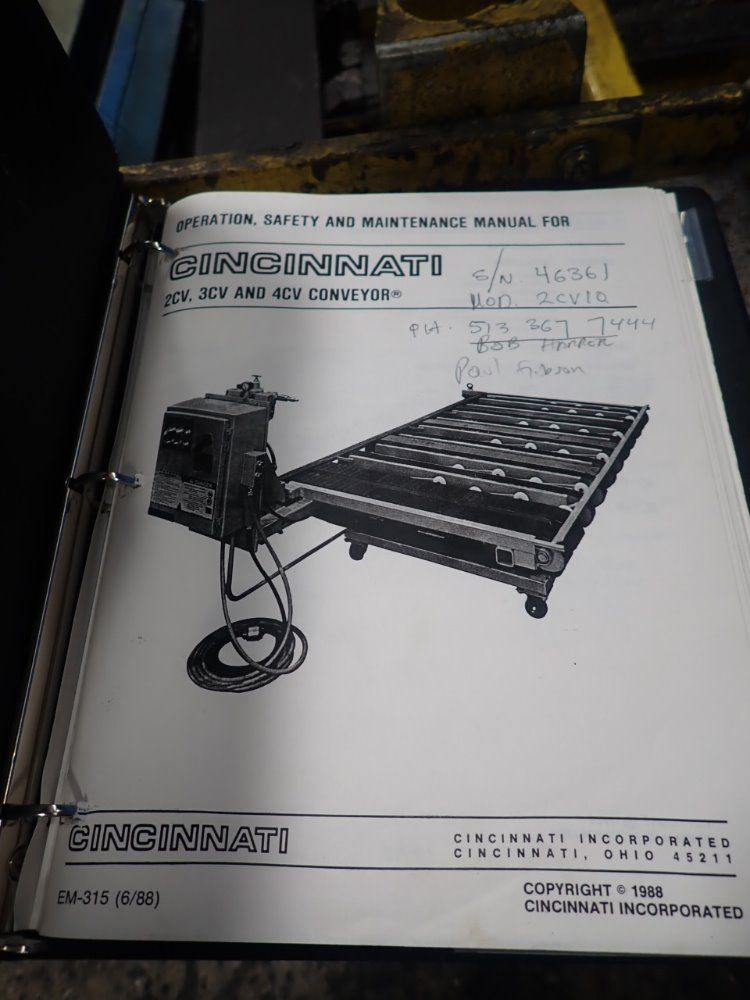 OPERATION, SAFETY AND MAINTENANCE MANUAL FOR
CINCINNATI
2CV, 3CV AND 4CV CONVEYOR®
S/N. 46361
MOD. 2CV10
PH. 513 367 7444
BOB HARPER
Paul Gibson
CINCINNATI
CINCINNATI INCORPORATED
CINCINNATI, OHIO 45211
EM-315 (6/88)
COPYRIGHT © 1988
CINCINNATI INCORPORATED